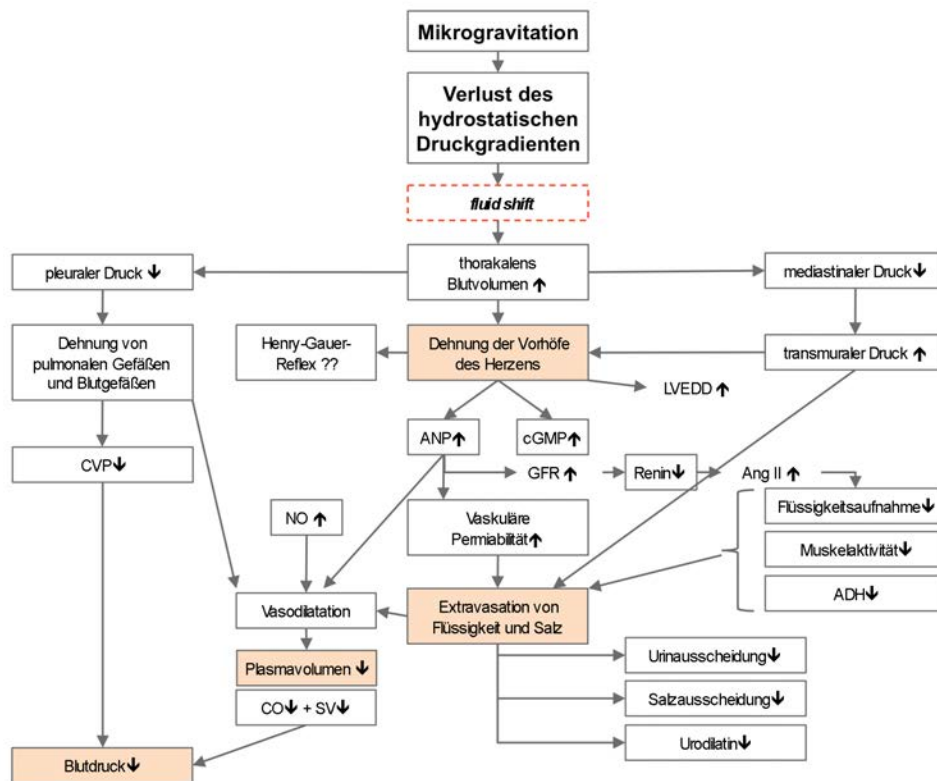 Mikrogravitation
Verlust des
hydrostatischen
Druckgradienten
fluid shift
pleuraler Druck ↓
thorakalens
Blutvolumen ↑
mediastinaler Druck ↓
Dehnung von
pulmonalen Gefäßen
und Blutgefäßen
Henry-Gauer-
Reflex ??
Dehnung der Vorhöfe
des Herzens
transmuraler Druck ↑
LVEDD ↑
ANP↑
cGMP↑
CVP↓
GFR ↑
Renin↓
Ang II ↑
NO ↑
Vaskuläre
Permiabilität↑
Flüssigkeitsaufnahme↓
Muskelaktivität↓
ADH↓
Vasodilatation
Extravasation von
Flüssigkeit und Salz
Plasmavolumen ↓
CO↓ + SV↓
Urinausscheidung↓
Salzausscheidung↓
Urodilatin↓
Blutdruck ↓